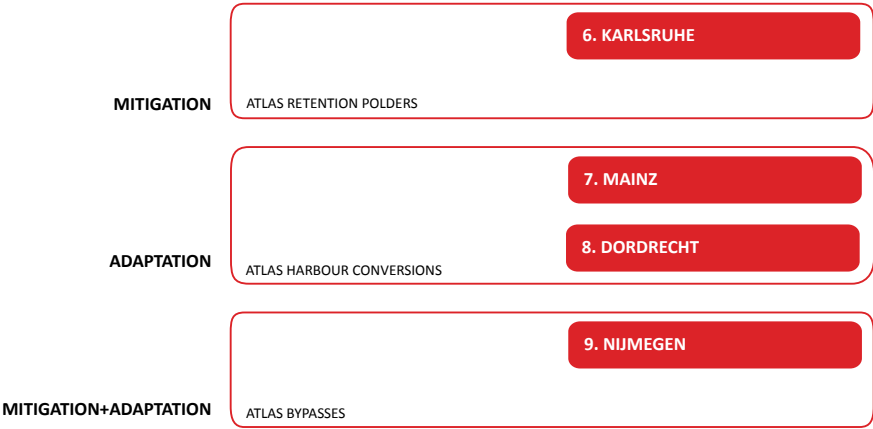 6. KARLSRUHE
MITIGATION
ATLAS RETENTION POLDERS
7. MAINZ
8. DORDRECHT
ADAPTATION
ATLAS HARBOUR CONVERSIONS
9. NIJMEGEN
MITIGATION+ADAPTATION
ATLAS BYPASSES